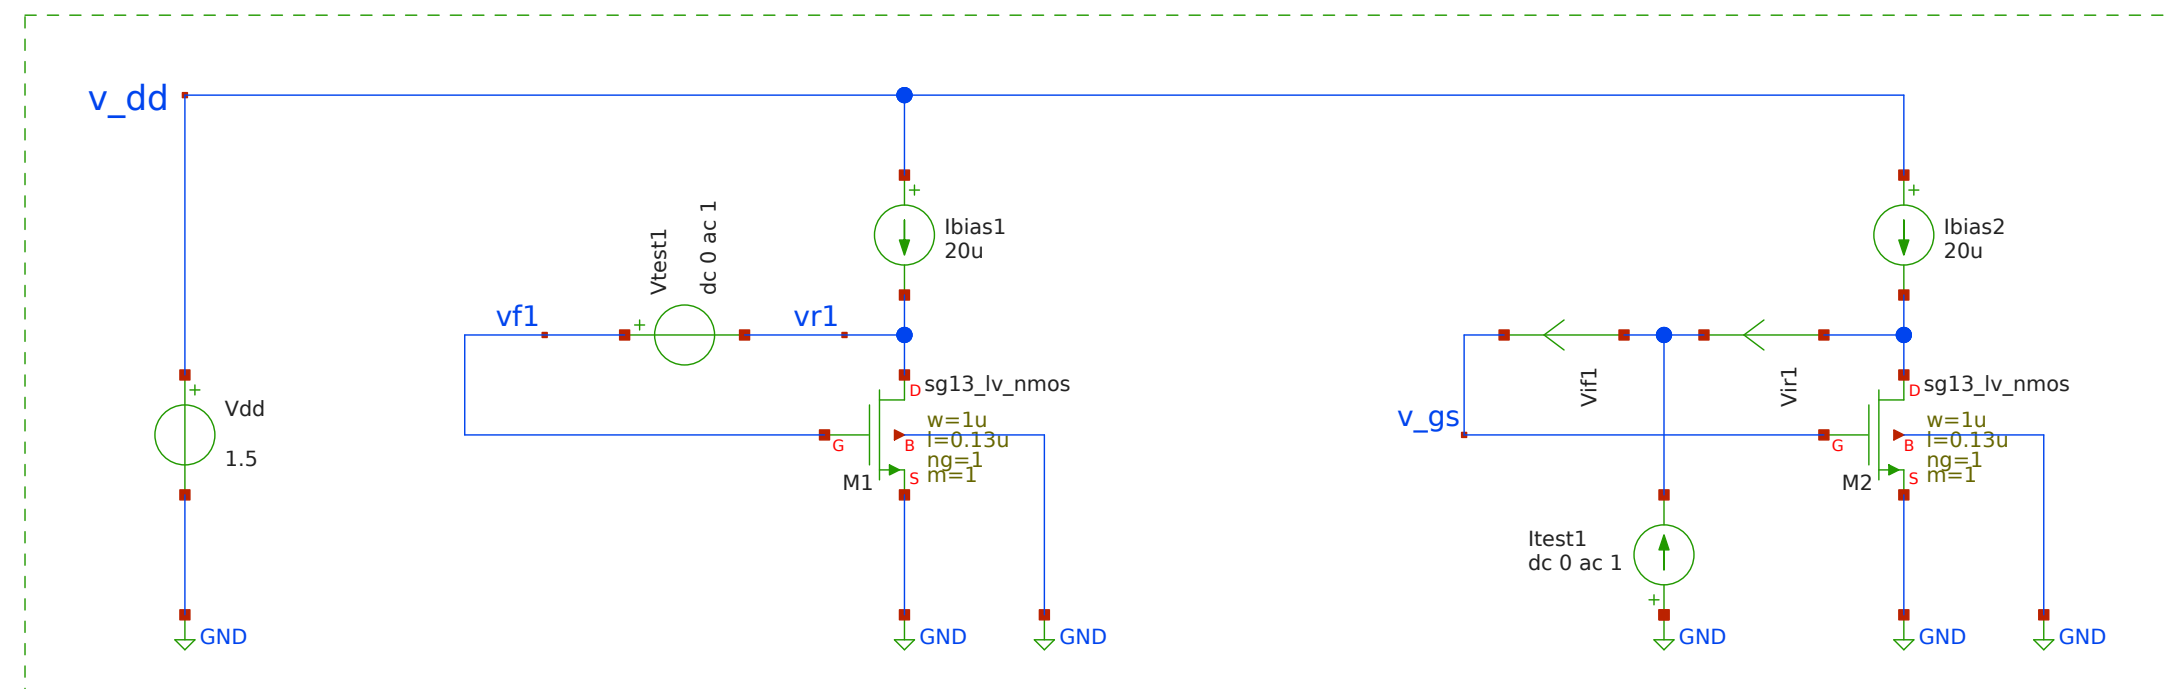 v_dd
+
Ibias1
20u
+
Ibias2
20u
Vtest1
dc 0 ac 1
vf1
+
vr1
+
Vdd
1.5
D
sg13_lv_nmos
w=1u
l=0.13u
ng=1
m=1
G
B
S
M1
Vif1
Vir1
v_gs
D
sg13_lv_nmos
w=1u
l=0.13u
ng=1
m=1
G
B
S
M2
Itest1
dc 0 ac 1
+
GND
GND
GND
GND
GND
GND